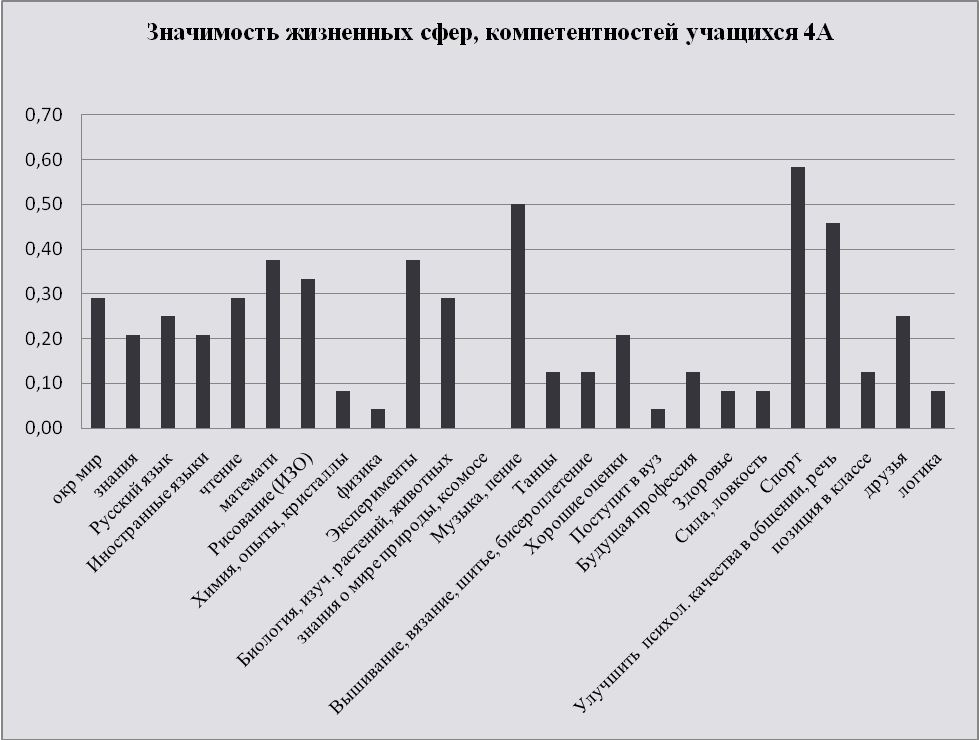 Значимость жизненных сфер, компетентностей учащихся 4А
0,70
0,60
0,50
0,40
0,30
0,20
0,10
0,00
окр мир
знания
Русский язык
Иностранные языки
чтение
математи
Рисование (ИЗО)
Химия, опыты, кристаллы
физика
Эксперименты
Биология, изуч. растений, животных
знания о мире природы, ксомосе
Музыка, пение
Танцы
Вышивание, вязание, шитье, бисероплетение
Хорошие оценки
Поступит в вуз
Будущая профессия
Здоровье
Сила, ловкость
Спорт
Улучшить психол. качества в общении, речь
позиция в классе
друзья
логика